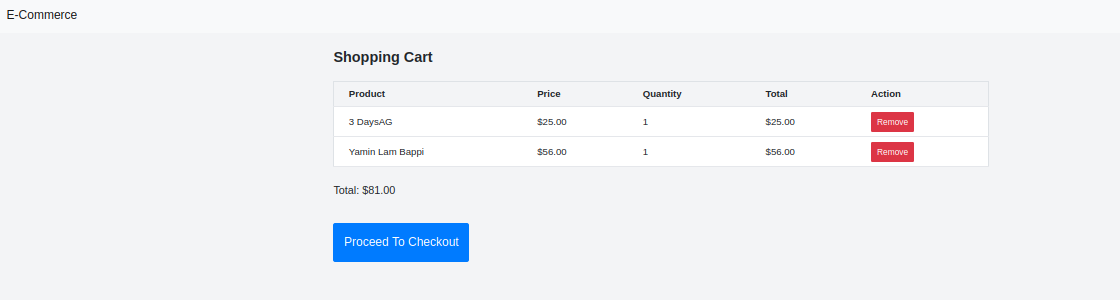 E-Commerce
Shopping Cart
Product Price Quantity Total Action
3 DaysAG $25.00 1 $25.00 Remove
Yamin Lam Bappi $56.00 1 $56.00 Remove
Total: $81.00
Proceed To Checkout